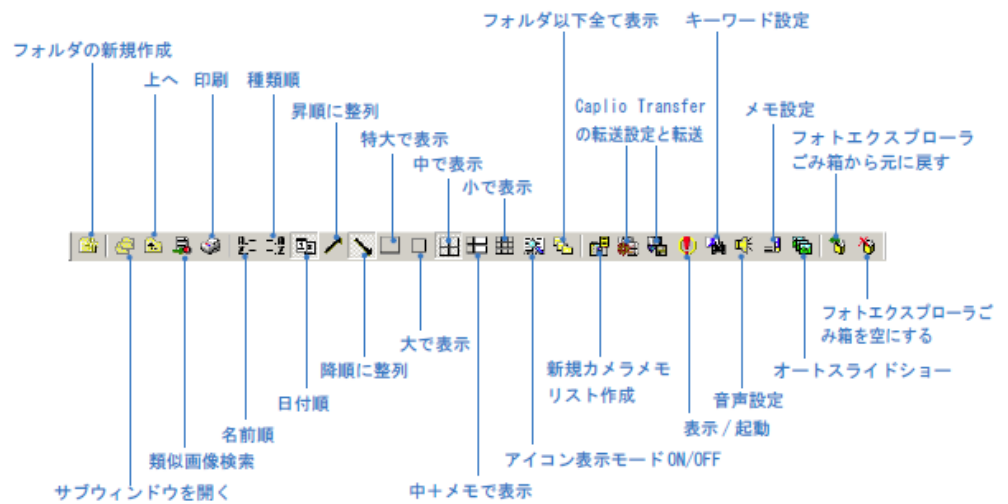 フォルダ以下全て表示
キーワード設定
フォルダの新規作成
上へ
印刷
種類順
昇順に整列
Caplio Transfer
の転送設定と転送
メモ設定
特大で表示
フォトエクスプローラ
ごみ箱から元に戻す
中で表示
小で表示
フォトエクスプローラご
み箱を空にする
大で表示
降順に整列
新規カメラメモ
リスト作成
オートスライドショー
日付順
音声設定
名前順
表示/起動
類似画像検索
アイコン表示モードON/OFF
サブウィンドウを開く
中+メモで表示